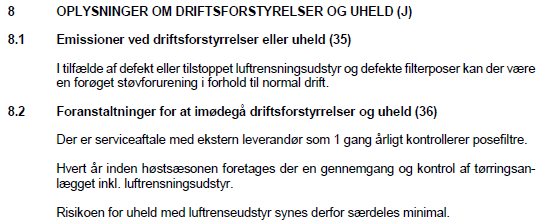 8 OPLYSNINGER OM DRIFTSFORSTYRELSER OG UHELD (J)
8.1 Emissioner ved driftsforstyrrelser eller uheld (35)
I tilfælde af defekt eller tilstoppet luftrensningsudstyr og defekte filterposer kan der være
en forøget støvforurening i forhold til normal drift.
8.2 Foranstaltninger for at imødegå driftsforstyrrelser og uheld (36)
Der er serviceaftale med ekstern leverandør som 1 gang årligt kontrollerer posefiltre.
Hvert år inden høstsæsonen foretages der en gennemgang og kontrol af tørringsan-
lægget inkl. luftrensningsudstyr.
Risikoen for uheld med luftrenseudstyr synes derfor særdeles minimal.